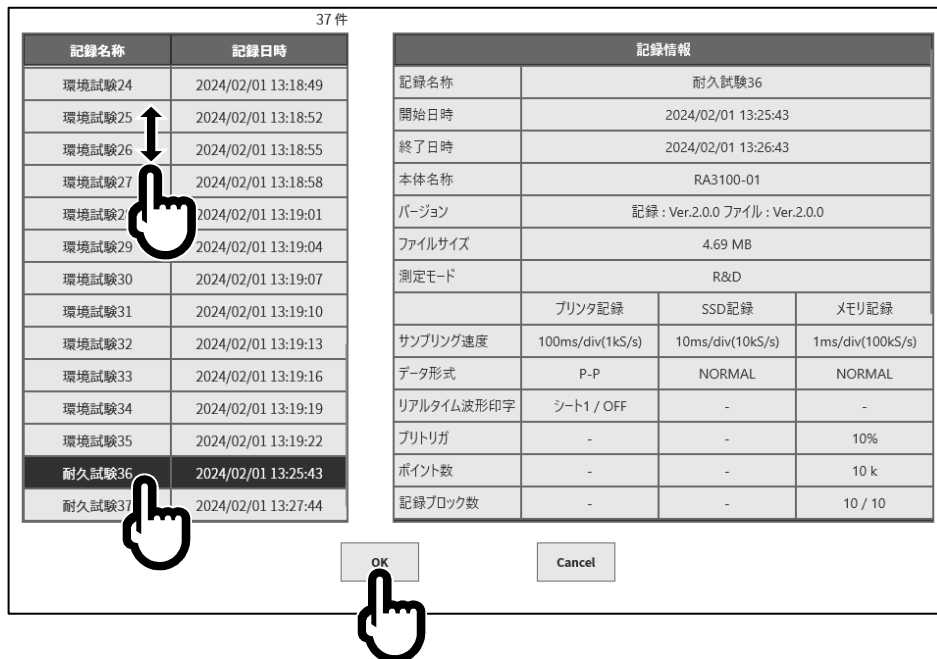 37 件
記録名称 記録日時
環境試験24 2024/02/01 13:18:49
環境試験25 2024/02/01 13:18:52
環境試験26 2024/02/01 13:18:55
環境試験27 2024/02/01 13:18:58
環境試験2 2024/02/01 13:19:01
環境試験29 2024/02/01 13:19:04
環境試験30 2024/02/01 13:19:07
環境試験31 2024/02/01 13:19:10
環境試験32 2024/02/01 13:19:13
環境試験33 2024/02/01 13:19:16
環境試験34 2024/02/01 13:19:19
環境試験35 2024/02/01 13:19:22
耐久試験36 2024/02/01 13:25:43
耐久試験37 2024/02/01 13:27:44
記録情報
記録名称 耐久試験36
開始日時 2024/02/01 13:25:43
終了日時 2024/02/01 13:26:43
本体名称 RA3100-01
バージョン 記録 : Ver.2.0.0 ファイル : Ver.2.0.0
ファイルサイズ 4.69 MB
測定モード R&D
プリンタ記録 SSD記録 メモリ記録
サンプリング速度 100ms/div(1kS/s) 10ms/div(10kS/s) 1ms/div(100kS/s)
データ形式 P-P NORMAL NORMAL
リアルタイム波形印字 シート1 / OFF - -
プリトリガ - - 10%
ポイント数 - - 10 k
記録ブロック数 - - 10 / 10
OK Cancel